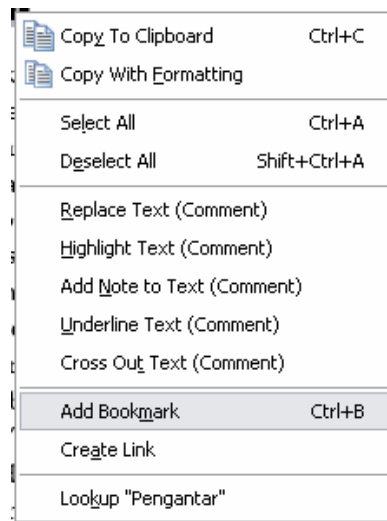 Copy To Clipboard Ctrl+C
Copy With Formatting
Select All Ctrl+A
Deselect All Shift+Ctrl+A
Replace Text (Comment)
Highlight Text (Comment)
Add Note to Text (Comment)
Underline Text (Comment)
Cross Out Text (Comment)
Add Bookmark Ctrl+B
Create Link
Lookup "Pengantar"